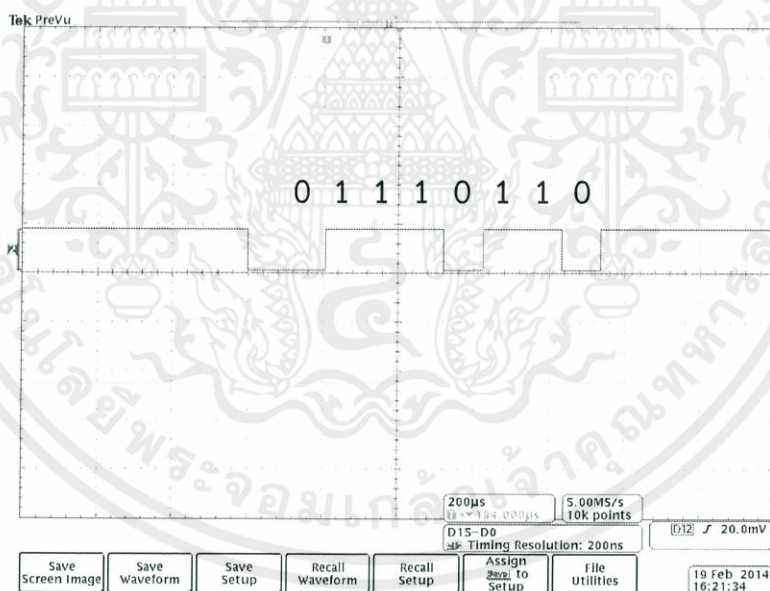 Tek PreVu
0 1 1 1 0 1 1 0
200µs
5.00MS/s
10k points
D15-D0
Timing Resolution: 200ns
D12 ƒ 20.0mV
Save Screen Image
Save Waveform
Save Setup
Recall Waveform
Recall Setup
Assign Save to Setup
File Utilities
19 Feb 2014
16:21:34